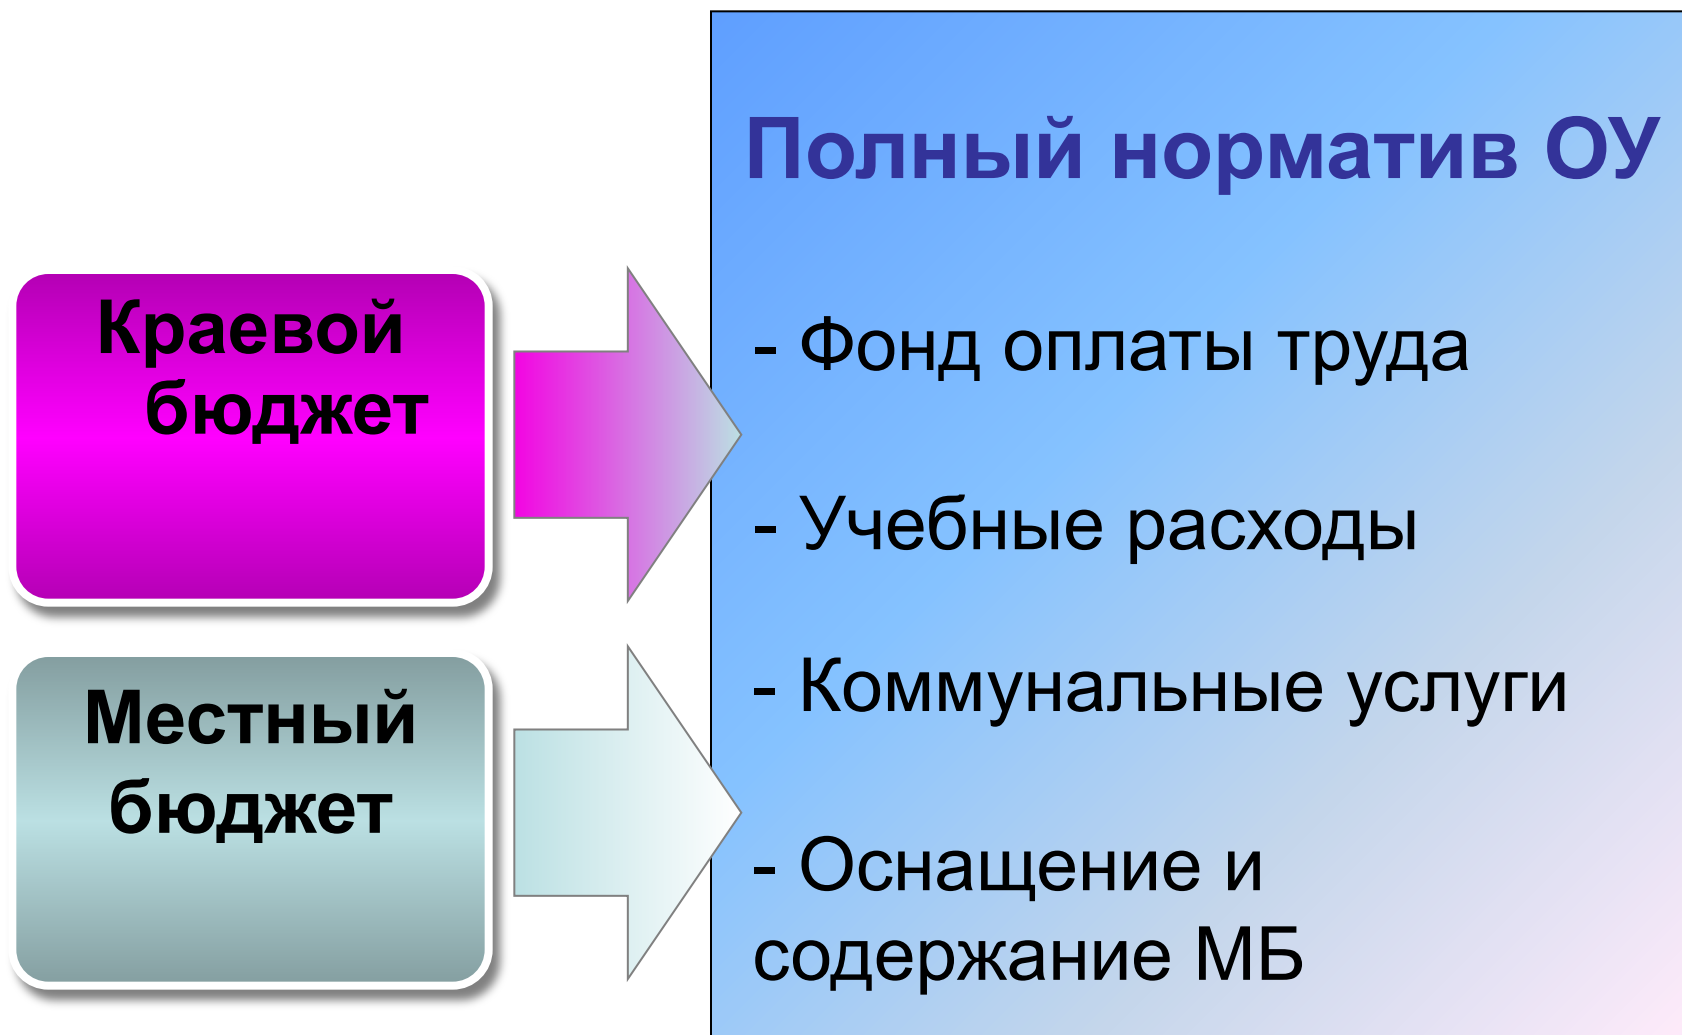 Полный норматив ОУ
Краевой
бюджет
Местный
бюджет
- Фонд оплаты труда
- Учебные расходы
- Коммунальные услуги
- Оснащение и
содержание МБ